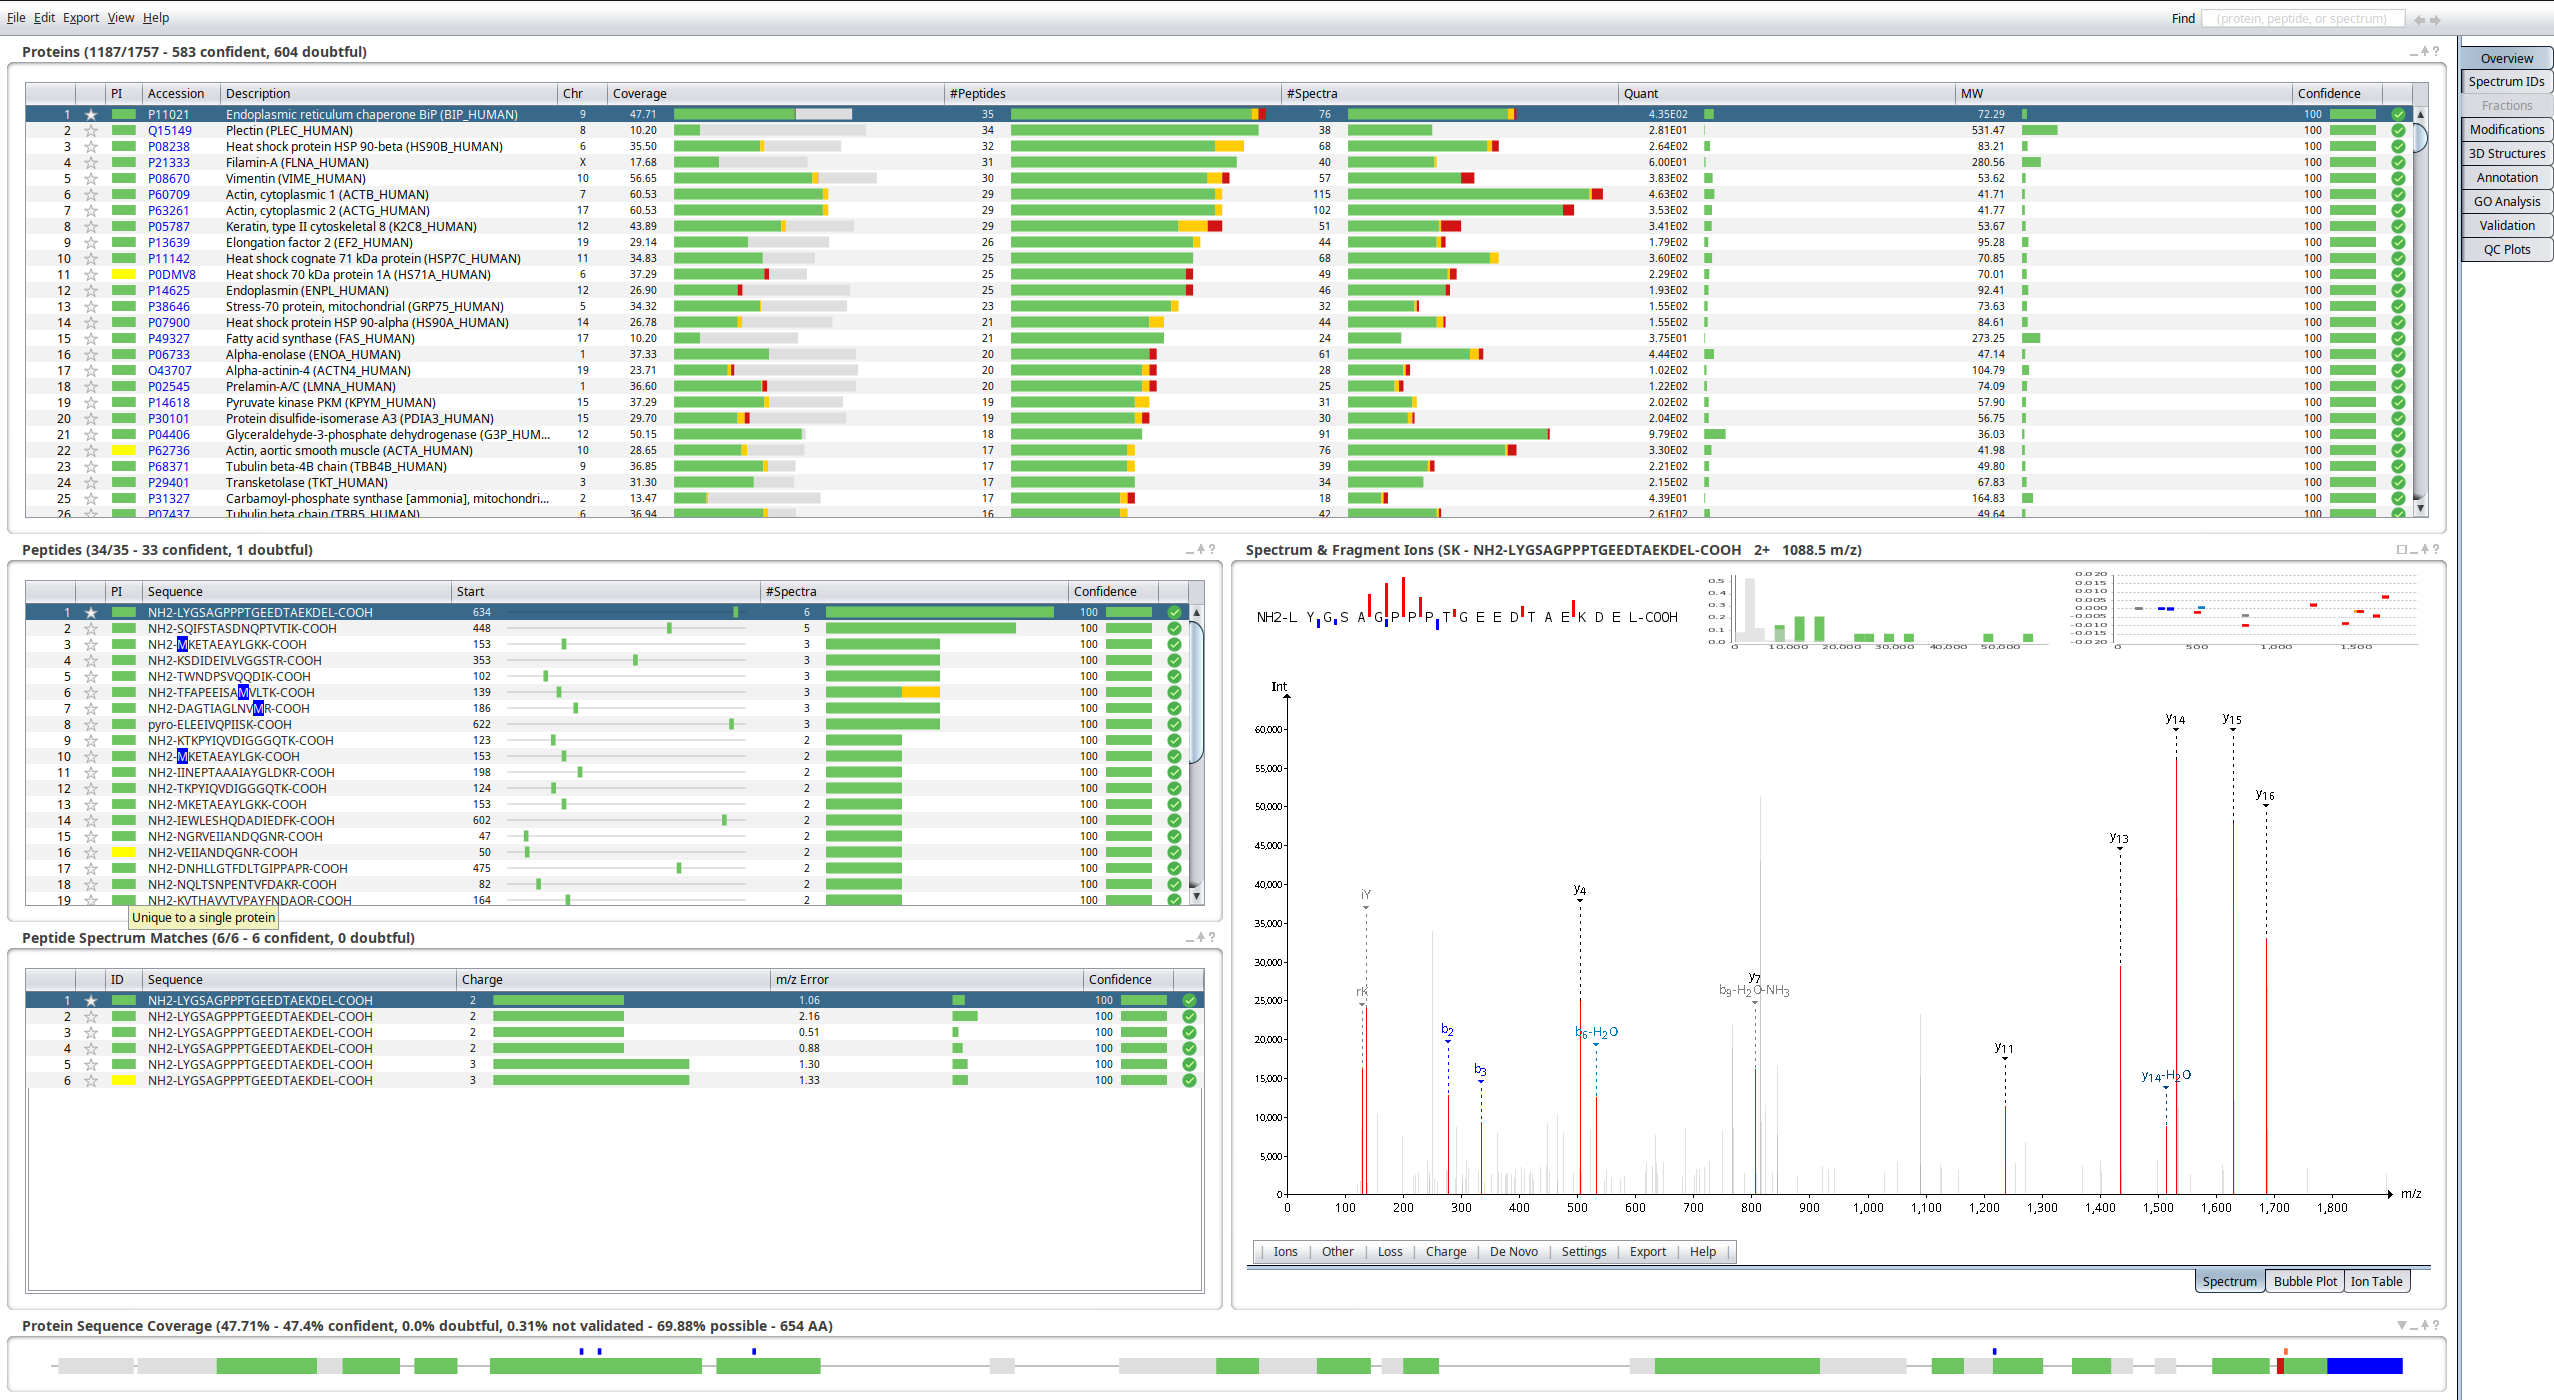 File Edit Export View Help Find (protein, peptide, or spectrum)
Proteins (1187/1757 - 583 confident, 604 doubtful)
PI Accession Description Chr Coverage #Peptides #Spectra Quant MW Confidence
1 P11021 Endoplasmic reticulum chaperone BiP (BIP_HUMAN) 9 47.71 35 76 4.35E02 72.29 100
2 Q15149 Plectin (PLEC_HUMAN) 8 10.20 34 38 2.81E01 531.47 100
3 P08238 Heat shock protein HSP 90-beta (HS90B_HUMAN) 6 35.50 32 68 2.64E02 83.21 100
4 P21333 Filamin-A (FLNA_HUMAN) X 17.68 31 40 6.00E01 280.56 100
5 P08670 Vimentin (VIME_HUMAN) 10 56.65 30 57 3.83E02 53.62 100
6 P60709 Actin, cytoplasmic 1 (ACTB_HUMAN) 7 60.53 29 115 4.63E02 41.71 100
7 P63261 Actin, cytoplasmic 2 (ACTG_HUMAN) 17 60.53 29 102 3.53E02 41.77 100
8 P05787 Keratin, type II cytoskeletal 8 (K2C8_HUMAN) 12 43.89 29 51 3.41E02 53.67 100
9 P13639 Elongation factor 2 (EF2_HUMAN) 19 29.14 26 44 1.79E02 95.28 100
10 P11142 Heat shock cognate 71 kDa protein (HSP7C_HUMAN) 11 34.83 25 68 3.60E02 70.85 100
11 P0DMV8 Heat shock 70 kDa protein 1A (HS71A_HUMAN) 6 37.29 25 49 2.29E02 70.01 100
12 P14625 Endoplasmin (ENPL_HUMAN) 12 26.90 25 46 1.93E02 92.41 100
13 P38646 Stress-70 protein, mitochondrial (GRP75_HUMAN) 5 34.32 23 32 1.55E02 73.63 100
14 P07900 Heat shock protein HSP 90-alpha (HS90A_HUMAN) 14 26.78 21 44 1.55E02 84.61 100
15 P49327 Fatty acid synthase (FAS_HUMAN) 17 10.20 21 24 3.75E01 273.25 100
16 P06733 Alpha-enolase (ENOA_HUMAN) 1 37.33 20 61 4.44E02 47.14 100
17 O43707 Alpha-actinin-4 (ACTN4_HUMAN) 19 23.71 20 28 1.02E02 104.79 100
18 P02545 Prelamin-A/C (LMNA_HUMAN) 1 36.60 20 25 1.22E02 74.09 100
19 P14618 Pyruvate kinase PKM (KPYM_HUMAN) 15 37.29 19 31 2.02E02 57.90 100
20 P30101 Protein disulfide-isomerase A3 (PDIA3_HUMAN) 15 29.70 19 30 2.04E02 56.75 100
21 P04406 Glyceraldehyde-3-phosphate dehydrogenase (G3P_HUM... 12 50.15 18 91 9.79E02 36.03 100
22 P62736 Actin, aortic smooth muscle (ACTA_HUMAN) 10 28.65 17 76 3.30E02 41.98 100
23 P68371 Tubulin beta-4B chain (TBB4B_HUMAN) 9 36.85 17 39 2.21E02 49.80 100
24 P29401 Transketolase (TKT_HUMAN) 3 31.30 17 34 2.15E02 67.83 100
25 P31327 Carbamoyl-phosphate synthase [ammonia], mitochondri... 2 13.47 17 18 4.39E01 164.83 100
26 P07437 Tubulin beta chain (TBB5_HUMAN) 6 36.94 16 42 2.61E02 49.64 100
Overview
Spectrum IDs
Fractions
Modifications
3D Structures
Annotation
GO Analysis
Validation
QC Plots
Peptides (34/35 - 33 confident, 1 doubtful)
PI Sequence Start #Spectra Confidence
1 NH2-LYGSAGPPPTGEEDTAEKDEL-COOH 634 6 100
2 NH2-SQIFSTASDNQPTVTIK-COOH 448 5 100
3 NH2-MKETAEAYLGKK-COOH 153 3 100
4 NH2-KSDIDEIVLVGGSTR-COOH 353 3 100
5 NH2-TWNDPSVQQDIK-COOH 102 3 100
6 NH2-TFAPEEISAMVLTK-COOH 139 3 100
7 NH2-DAGTIAGLNVMR-COOH 186 3 100
8 pyro-ELEEIVQPIISK-COOH 622 3 100
9 NH2-KTKPYIQVDIGGGQTK-COOH 123 2 100
10 NH2-MKETAEAYLGK-COOH 153 2 100
11 NH2-IINEPTAAAIAYGLDKR-COOH 198 2 100
12 NH2-TKPYIQVDIGGGQTK-COOH 124 2 100
13 NH2-MKETAEAYLGKK-COOH 153 2 100
14 NH2-IEWLESHQDADIEDFK-COOH 602 2 100
15 NH2-NGRVEIIANDQGNR-COOH 47 2 100
16 NH2-VEIIANDQGNR-COOH 50 2 100
17 NH2-DNHLLGTFDLTGIPPAPR-COOH 475 2 100
18 NH2-NQLTSNPENTVFDAKR-COOH 82 2 100
19 NH2-KVTHAVVTVPAYFNDAQR-COOH 164 2 100
Unique to a single protein
Peptide Spectrum Matches (6/6 - 6 confident, 0 doubtful)
ID Sequence Charge m/z Error Confidence
1 NH2-LYGSAGPPPTGEEDTAEKDEL-COOH 2 1.06 100
2 NH2-LYGSAGPPPTGEEDTAEKDEL-COOH 2 2.16 100
3 NH2-LYGSAGPPPTGEEDTAEKDEL-COOH 2 0.51 100
4 NH2-LYGSAGPPPTGEEDTAEKDEL-COOH 2 0.88 100
5 NH2-LYGSAGPPPTGEEDTAEKDEL-COOH 3 1.30 100
6 NH2-LYGSAGPPPTGEEDTAEKDEL-COOH 3 1.33 100
Spectrum & Fragment Ions (SK - NH2-LYGSAGPPPTGEEDTAEKDEL-COOH 2+ 1088.5 m/z)
NH2-L Y G S A G P P P T G E E D T A E K D E L-COOH
0.5
0.4
0.3
0.2
0.1
0.0
0 10,000 20,000 30,000 40,000 50,000
0.020
0.015
0.010
0.005
0.000
-0.005
-0.010
-0.015
-0.020
0 500 1,000 1,500
Int
60,000
55,000
50,000
45,000
40,000
35,000
30,000
25,000
20,000
15,000
10,000
5,000
0
rK
iY
b2
b3
y4
b6-H2O
y7
b9-H2O-NH3
y11
y13
y14-H2O
y14
y15
y16
0 100 200 300 400 500 600 700 800 900 1,000 1,100 1,200 1,300 1,400 1,500 1,600 1,700 1,800 m/z
Ions Other Loss Charge De Novo Settings Export Help
Spectrum Bubble Plot Ion Table
Protein Sequence Coverage (47.71% - 47.4% confident, 0.0% doubtful, 0.31% not validated - 69.88% possible - 654 AA)